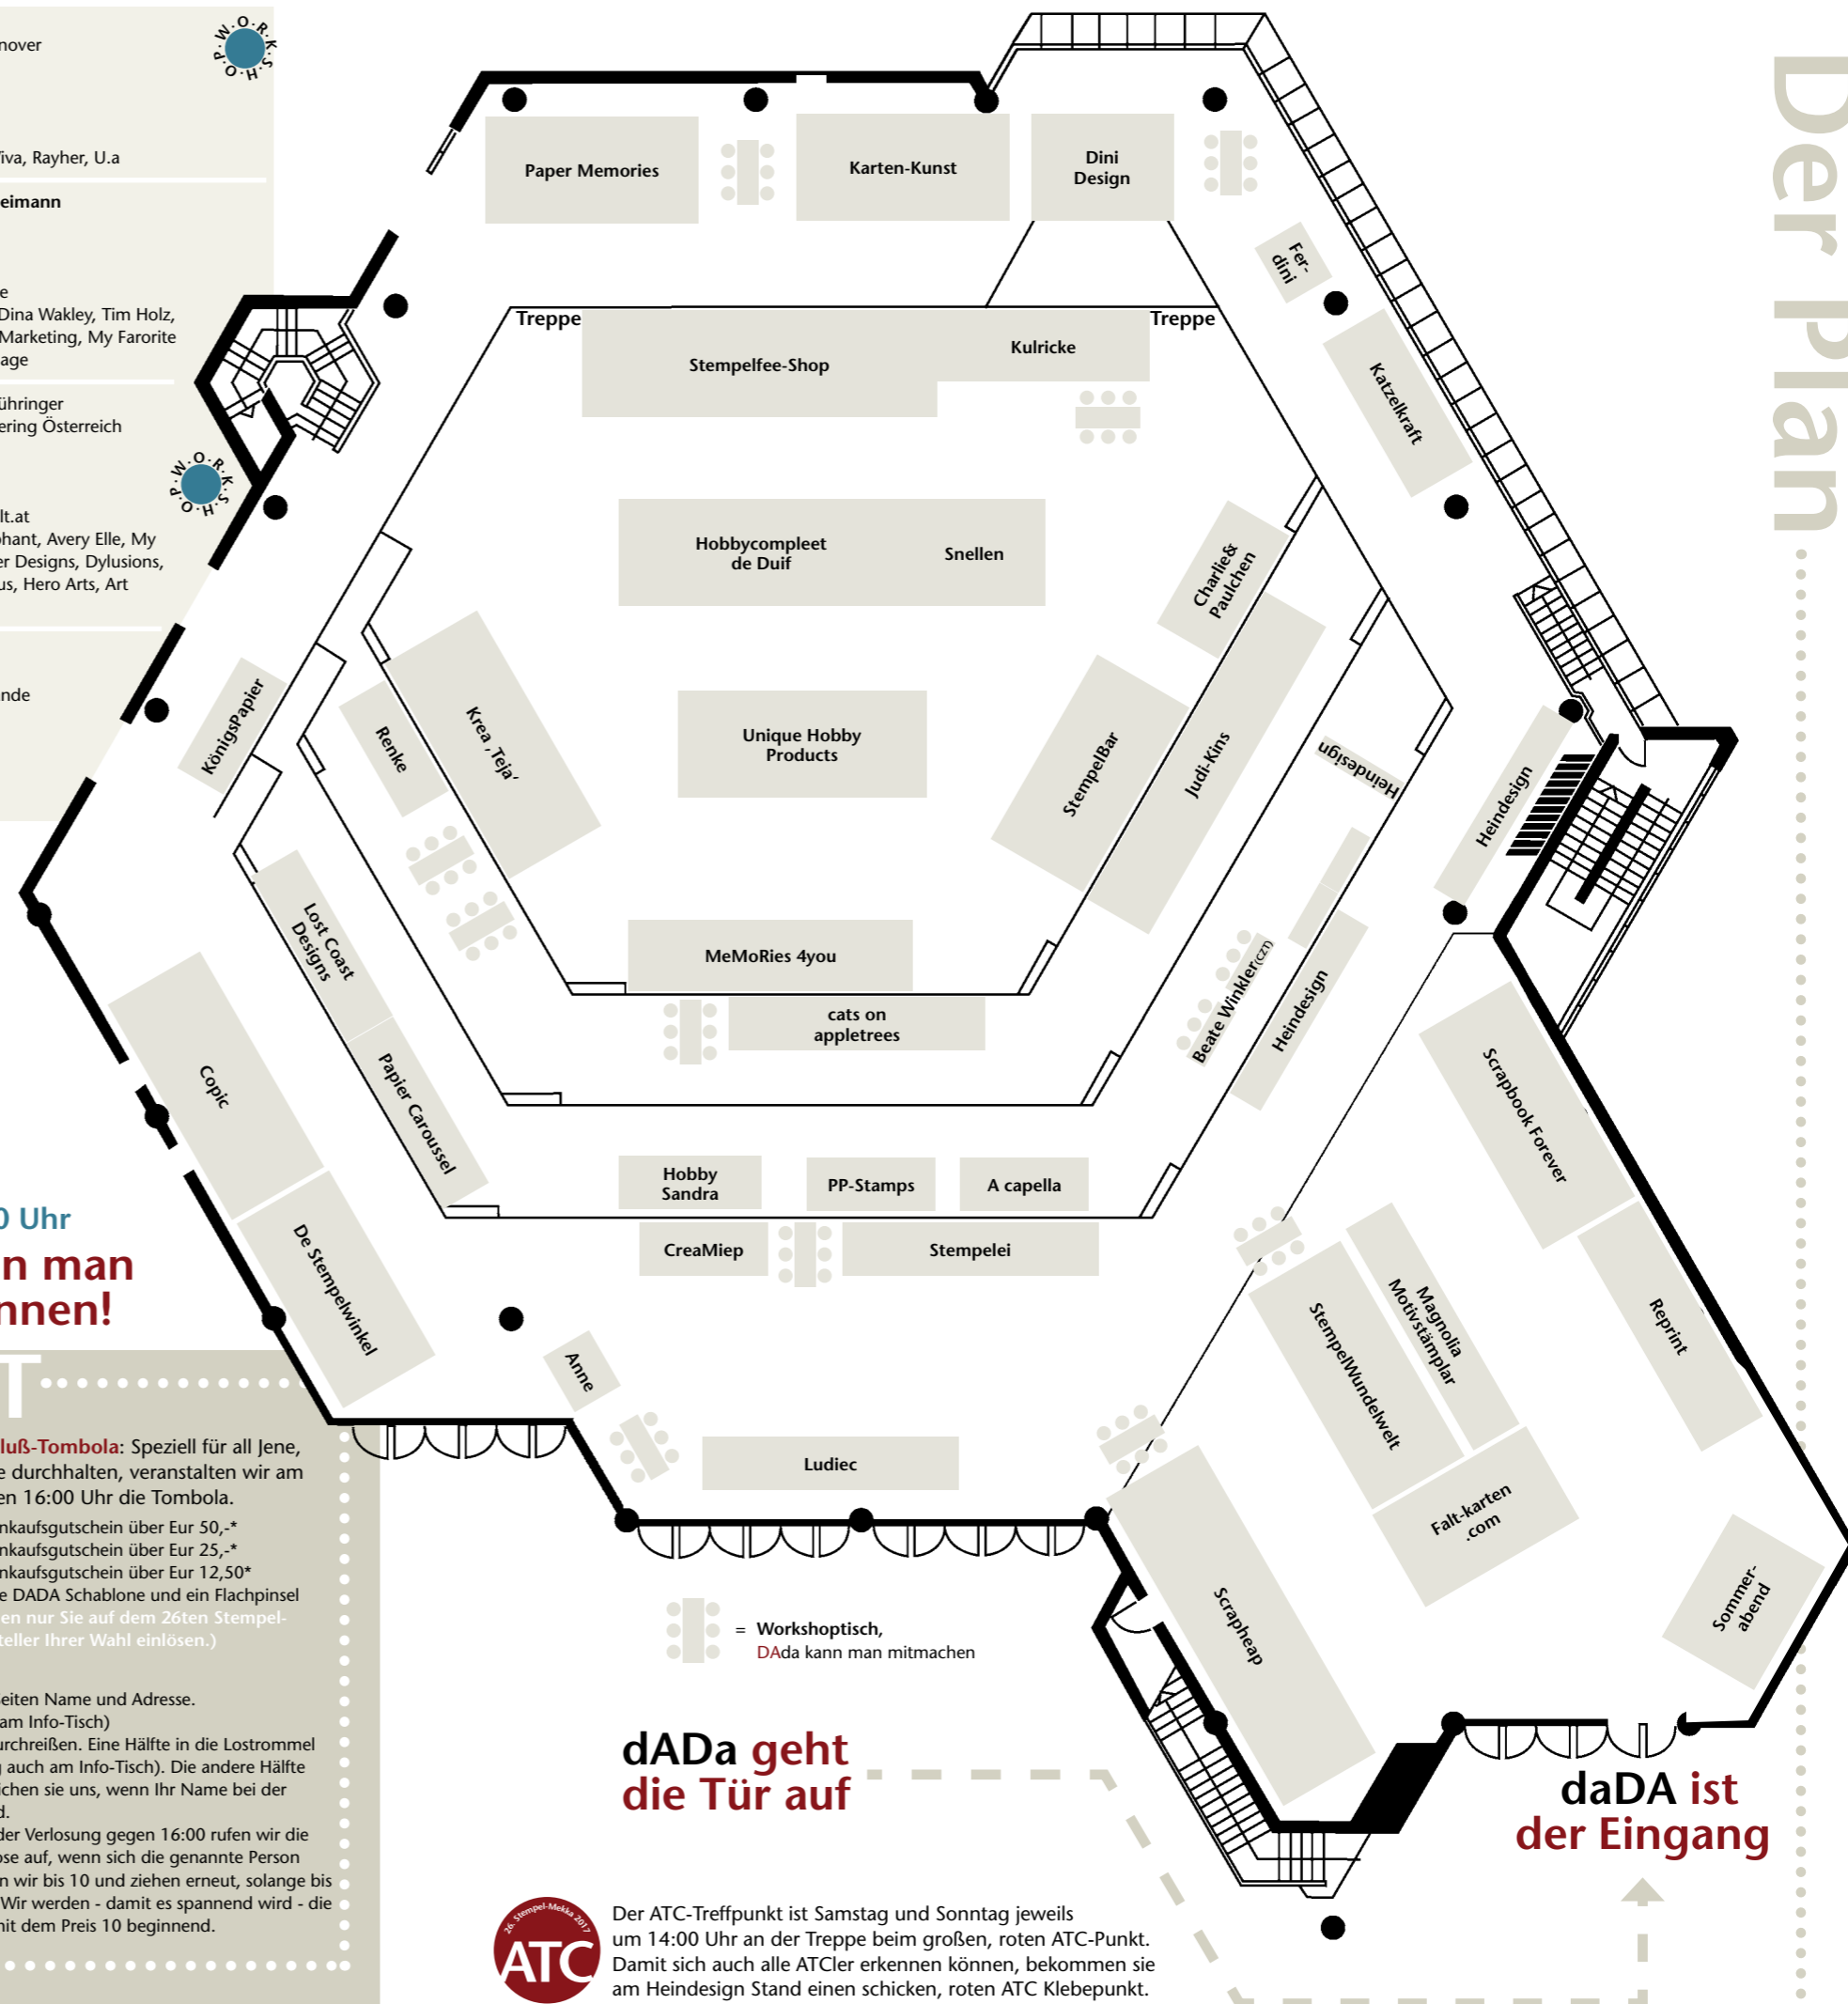 nover
W·O·R·K·S·H·O·P
Viva, Rayher, U.a
eimann
e
Dina Wakley, Tim Holz,
Marketing, My Farorite
age
ühringer
ering Österreich
W·O·R·K·S·H·O·P
lt.at
phant, Avery Elle, My
er Designs, Dylusions,
us, Hero Arts, Art
ande
Der Plan
Paper Memories
Karten-Kunst
Dini
Design
Fer-
dini
Treppe
Treppe
Stempelfee-Shop
Kulricke
Katzelkraft
Hobbycompleet
de Duif
Snellen
Charlie&
Paulchen
KönigsPapier
Renke
Krea ‚Teja‘
Unique Hobby
Products
StempelBar
Judi-Kins
Heindesign
Heindesign
Lost Coast
Designs
MeMoRies 4you
cats on
appletrees
Beate Winkler(CZT)
Heindesign
Copic
Papier Caroussel
Scrapbook Forever
Hobby
Sandra
PP-Stamps
A capella
CreaMiep
Stempelei
De Stempelwinkel
Anne
Ludiec
StempelWundelwelt
Magnolia
Motivstämplar
Reprint
Falt-karten
.com
Scrapheap
Sommer-
abend
0 Uhr
n man
nnen!
T
luß-Tombola: Speziell für all Jene,
e durchhalten, veranstalten wir am
en 16:00 Uhr die Tombola.
nkaufsgutschein über Eur 50,-*
nkaufsgutschein über Eur 25,-*
nkaufsgutschein über Eur 12,50*
e DADA Schablone und ein Flachpinsel
en nur Sie auf dem 26ten Stempel-
teller Ihrer Wahl einlösen.)
eiten Name und Adresse.
am Info-Tisch)
urchreißen. Eine Hälfte in die Lostrommel
g auch am Info-Tisch). Die andere Hälfte
ichen sie uns, wenn Ihr Name bei der
d.
der Verlosung gegen 16:00 rufen wir die
ose auf, wenn sich die genannte Person
n wir bis 10 und ziehen erneut, solange bis
Wir werden - damit es spannend wird - die
mit dem Preis 10 beginnend.
= Workshoptisch,
DAda kann man mitmachen
dADa geht
die Tür auf
daDA ist
der Eingang
26. Stempel-Mekka 2017
ATC
Der ATC-Treffpunkt ist Samstag und Sonntag jeweils
um 14:00 Uhr an der Treppe beim großen, roten ATC-Punkt.
Damit sich auch alle ATCler erkennen können, bekommen sie
am Heindesign Stand einen schicken, roten ATC Klebepunkt.